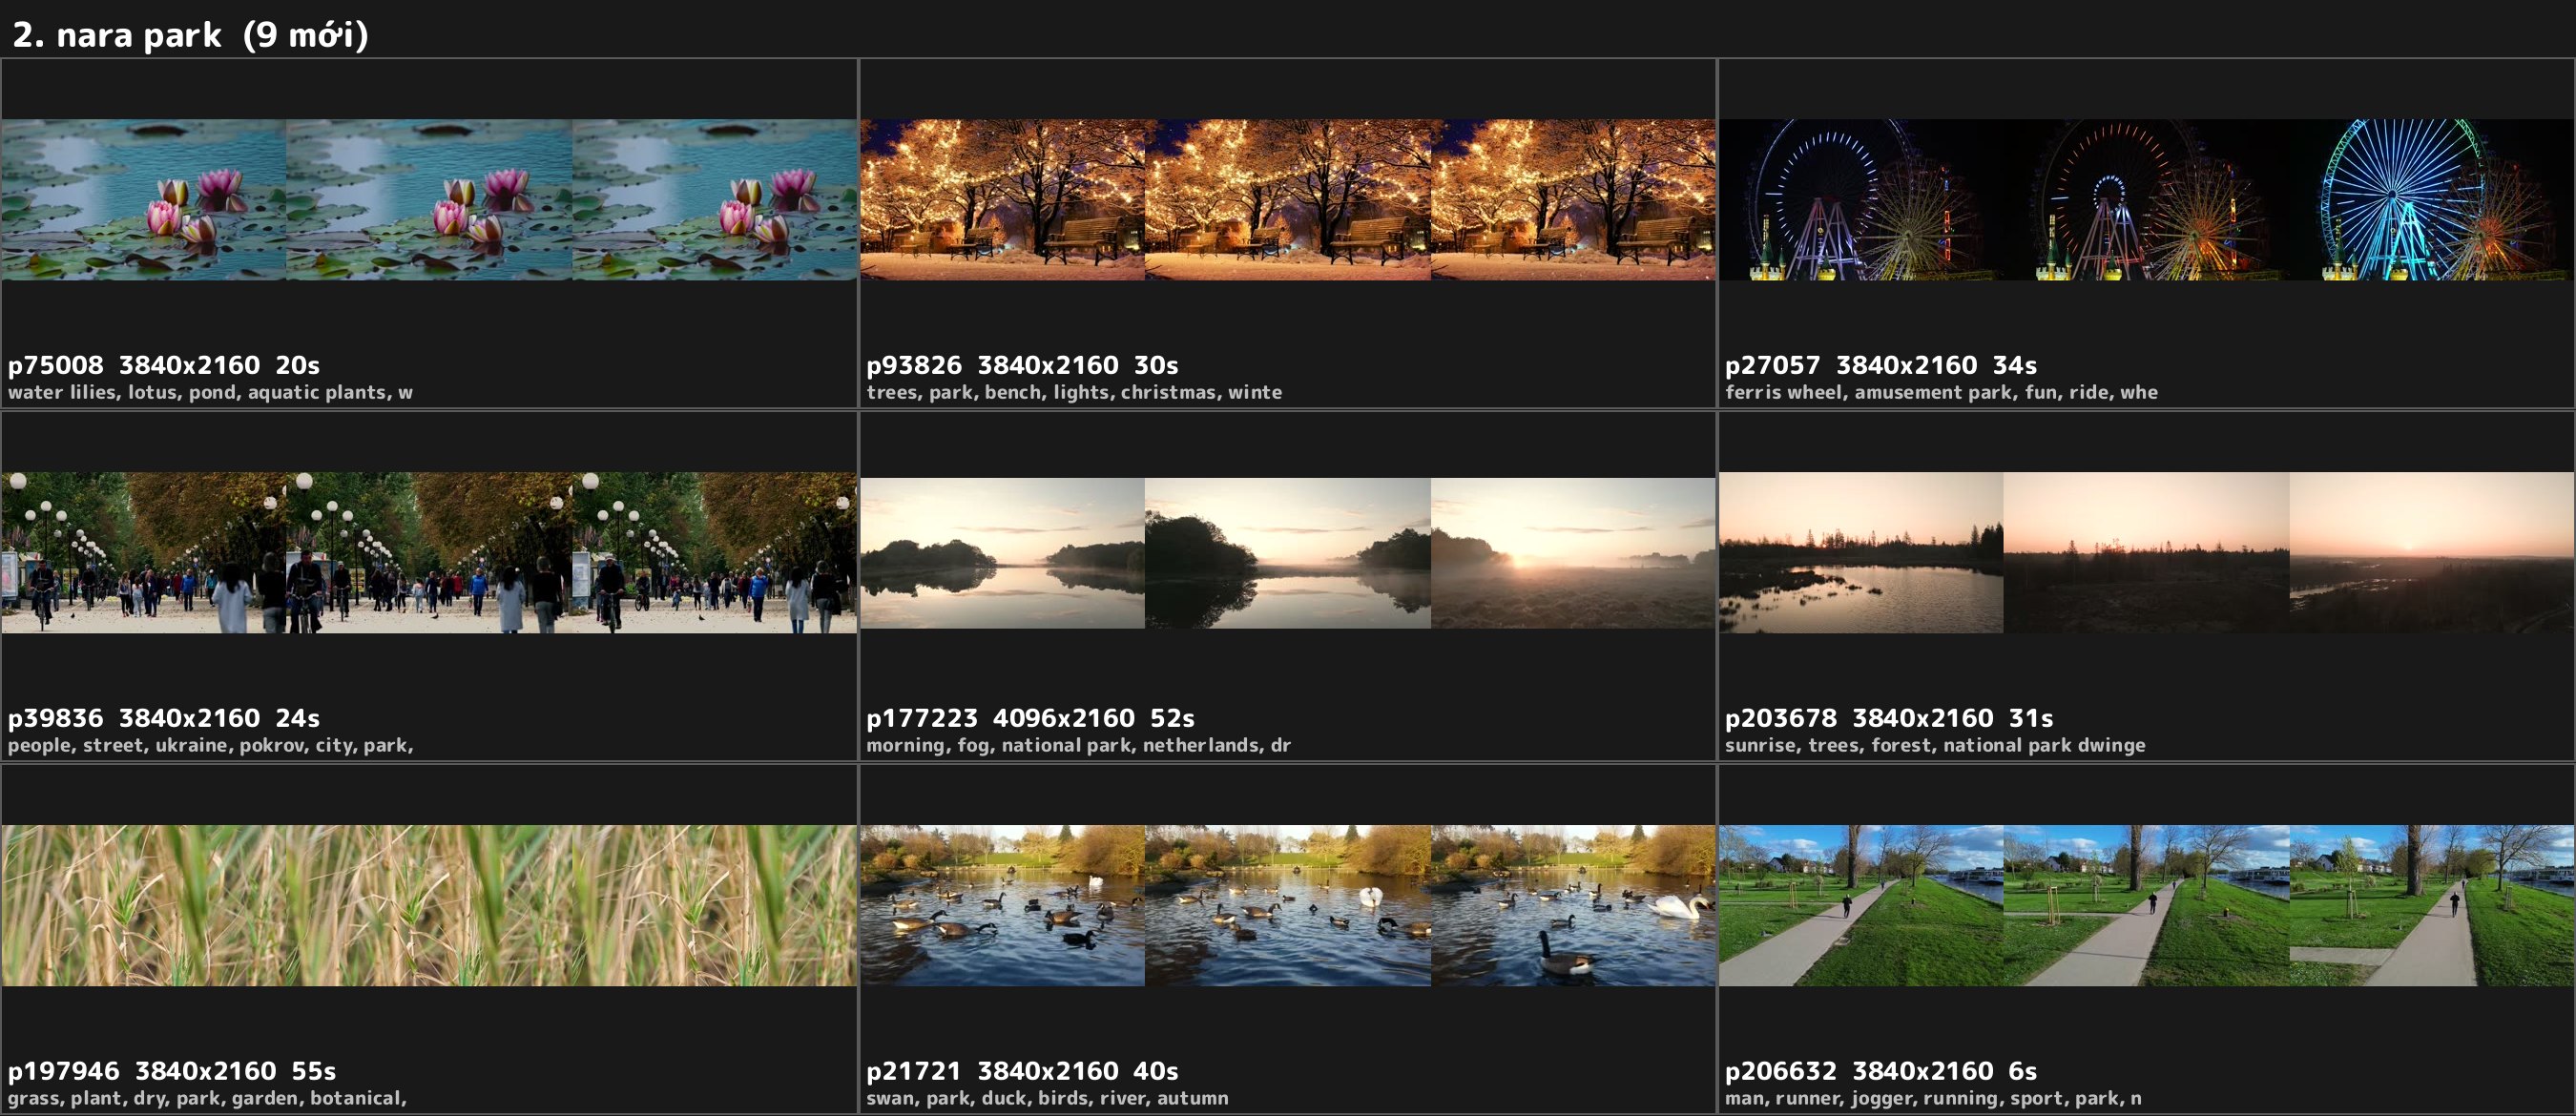 2. nara park (9 mới)
p75008 3840x2160 20s
water lilies, lotus, pond, aquatic plants, w
p93826 3840x2160 30s
trees, park, bench, lights, christmas, winte
p27057 3840x2160 34s
ferris wheel, amusement park, fun, ride, whe
p39836 3840x2160 24s
people, street, ukraine, pokrov, city, park,
p177223 4096x2160 52s
morning, fog, national park, netherlands, dr
p203678 3840x2160 31s
sunrise, trees, forest, national park dwinge
p197946 3840x2160 55s
grass, plant, dry, park, garden, botanical,
p21721 3840x2160 40s
swan, park, duck, birds, river, autumn
p206632 3840x2160 6s
man, runner, jogger, running, sport, park, n